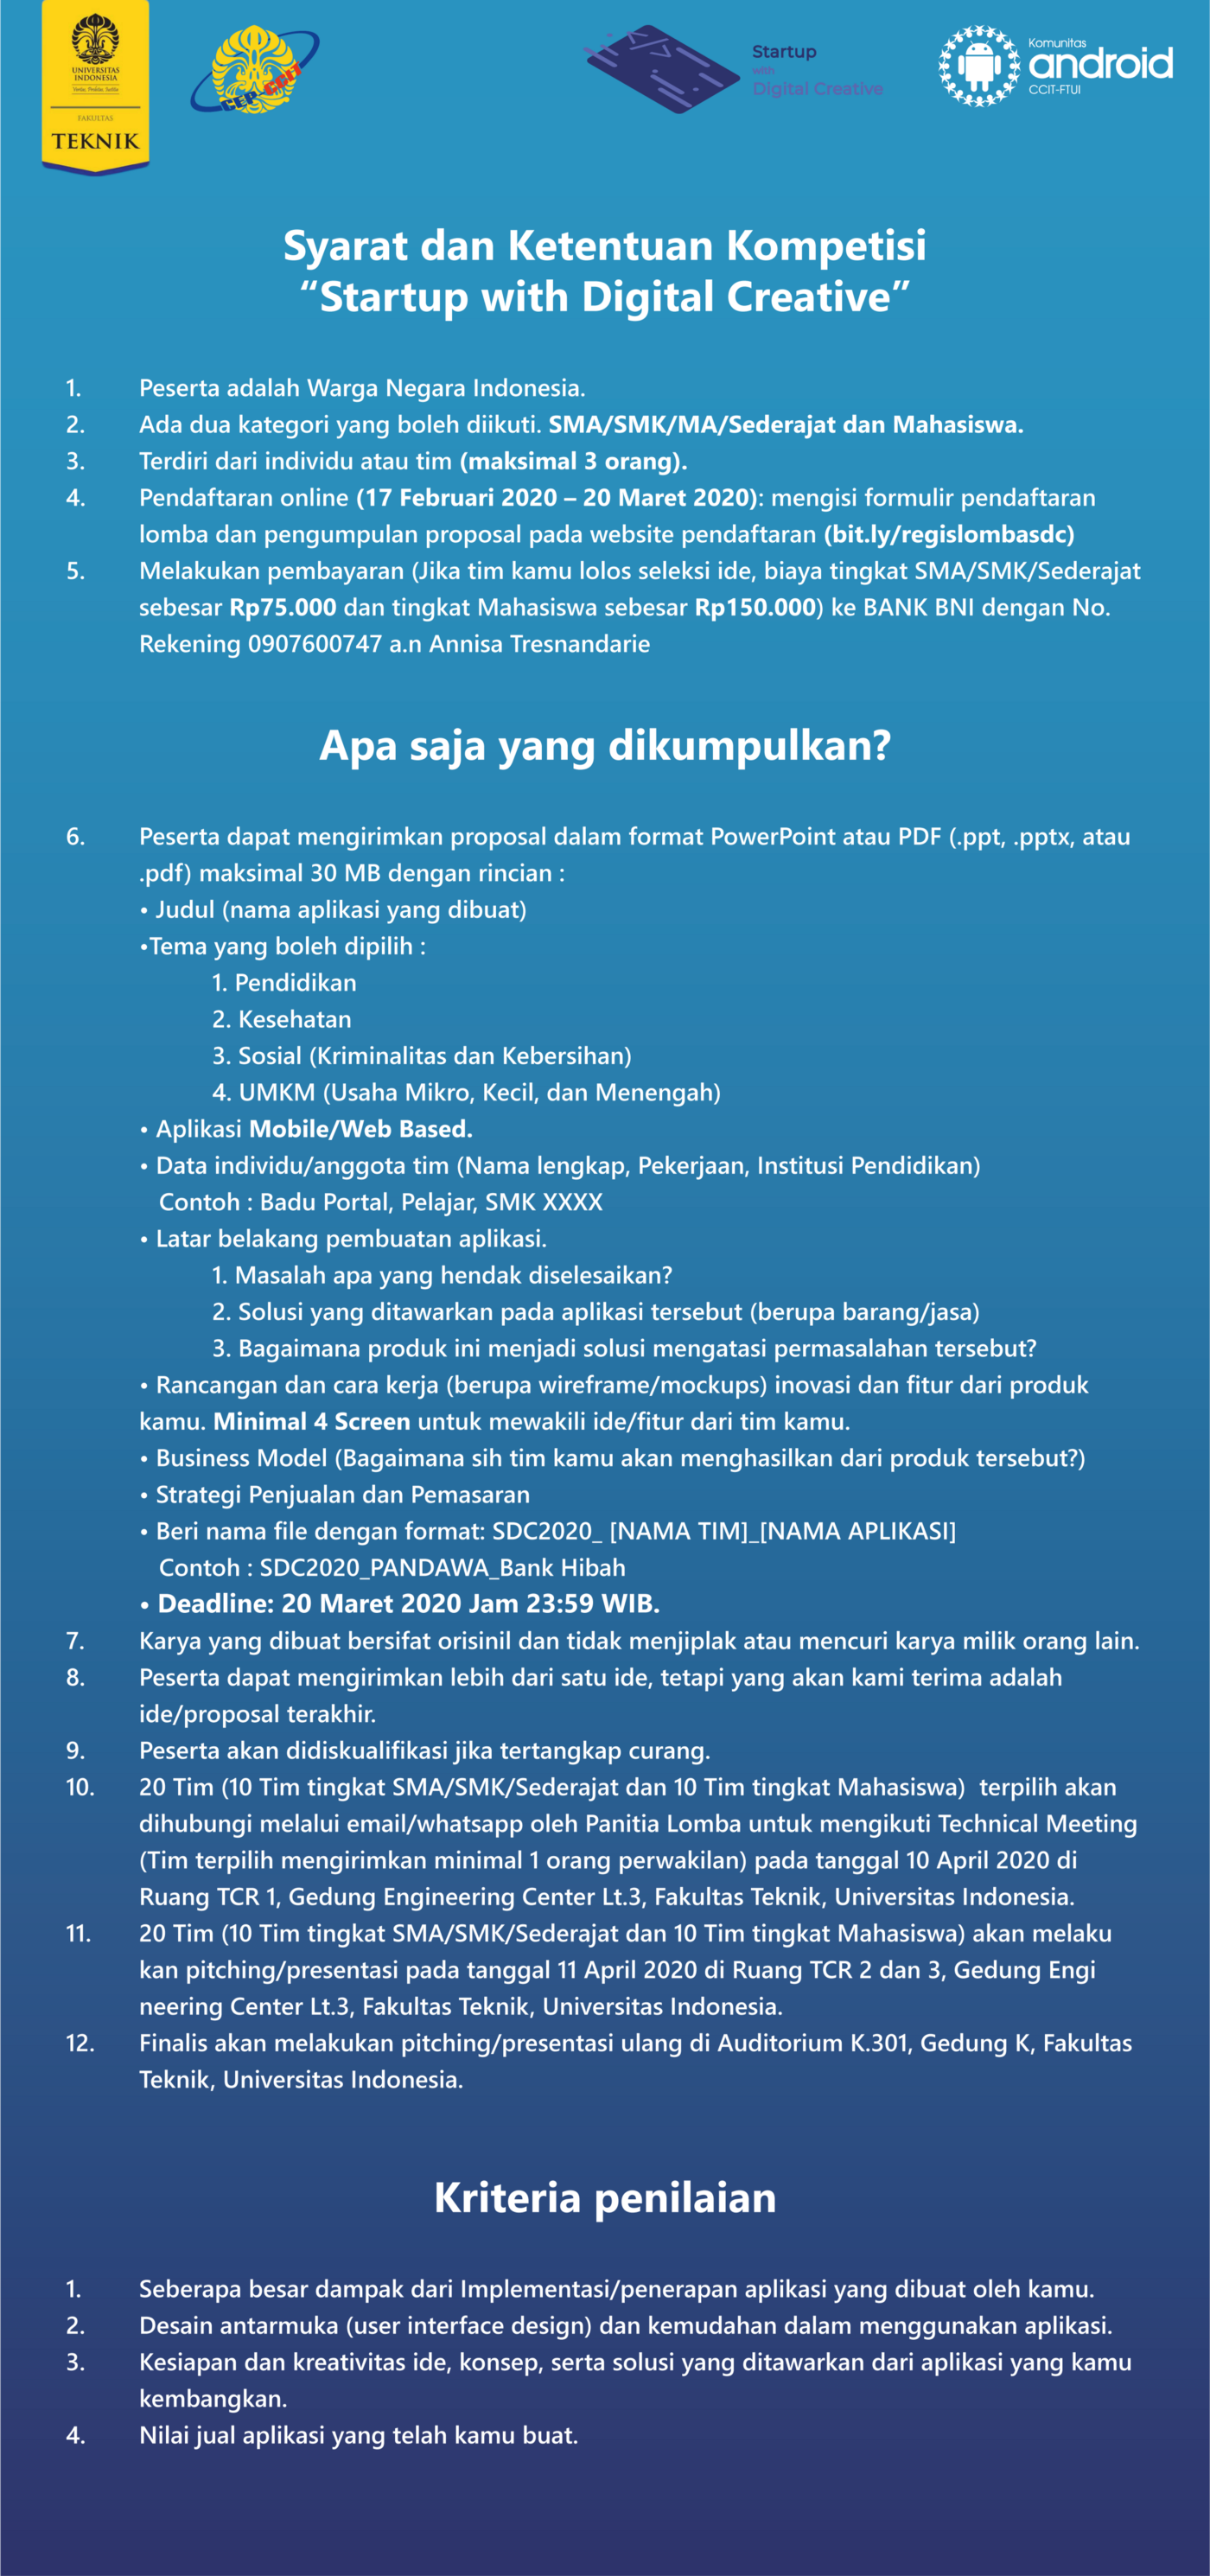 UNIVERSITAS
INDONESIA
Veritas, Probitas, Iustitia
FAKULTAS
TEKNIK
CEP-CCIT
Startup
with
Digital Creative
Komunitas
android
CCIT-FTUI
Syarat dan Ketentuan Kompetisi
“Startup with Digital Creative”
1. Peserta adalah Warga Negara Indonesia.
2. Ada dua kategori yang boleh diikuti. SMA/SMK/MA/Sederajat dan Mahasiswa.
3. Terdiri dari individu atau tim (maksimal 3 orang).
4. Pendaftaran online (17 Februari 2020 – 20 Maret 2020): mengisi formulir pendaftaran
lomba dan pengumpulan proposal pada website pendaftaran (bit.ly/regislombasdc)
5. Melakukan pembayaran (Jika tim kamu lolos seleksi ide, biaya tingkat SMA/SMK/Sederajat
sebesar Rp75.000 dan tingkat Mahasiswa sebesar Rp150.000) ke BANK BNI dengan No.
Rekening 0907600747 a.n Annisa Tresnandarie
Apa saja yang dikumpulkan?
6. Peserta dapat mengirimkan proposal dalam format PowerPoint atau PDF (.ppt, .pptx, atau
.pdf) maksimal 30 MB dengan rincian :
• Judul (nama aplikasi yang dibuat)
•Tema yang boleh dipilih :
1. Pendidikan
2. Kesehatan
3. Sosial (Kriminalitas dan Kebersihan)
4. UMKM (Usaha Mikro, Kecil, dan Menengah)
• Aplikasi Mobile/Web Based.
• Data individu/anggota tim (Nama lengkap, Pekerjaan, Institusi Pendidikan)
Contoh : Badu Portal, Pelajar, SMK XXXX
• Latar belakang pembuatan aplikasi.
1. Masalah apa yang hendak diselesaikan?
2. Solusi yang ditawarkan pada aplikasi tersebut (berupa barang/jasa)
3. Bagaimana produk ini menjadi solusi mengatasi permasalahan tersebut?
• Rancangan dan cara kerja (berupa wireframe/mockups) inovasi dan fitur dari produk
kamu. Minimal 4 Screen untuk mewakili ide/fitur dari tim kamu.
• Business Model (Bagaimana sih tim kamu akan menghasilkan dari produk tersebut?)
• Strategi Penjualan dan Pemasaran
• Beri nama file dengan format: SDC2020_ [NAMA TIM]_[NAMA APLIKASI]
Contoh : SDC2020_PANDAWA_Bank Hibah
• Deadline: 20 Maret 2020 Jam 23:59 WIB.
7. Karya yang dibuat bersifat orisinil dan tidak menjiplak atau mencuri karya milik orang lain.
8. Peserta dapat mengirimkan lebih dari satu ide, tetapi yang akan kami terima adalah
ide/proposal terakhir.
9. Peserta akan didiskualifikasi jika tertangkap curang.
10. 20 Tim (10 Tim tingkat SMA/SMK/Sederajat dan 10 Tim tingkat Mahasiswa) terpilih akan
dihubungi melalui email/whatsapp oleh Panitia Lomba untuk mengikuti Technical Meeting
(Tim terpilih mengirimkan minimal 1 orang perwakilan) pada tanggal 10 April 2020 di
Ruang TCR 1, Gedung Engineering Center Lt.3, Fakultas Teknik, Universitas Indonesia.
11. 20 Tim (10 Tim tingkat SMA/SMK/Sederajat dan 10 Tim tingkat Mahasiswa) akan melaku
kan pitching/presentasi pada tanggal 11 April 2020 di Ruang TCR 2 dan 3, Gedung Engi
neering Center Lt.3, Fakultas Teknik, Universitas Indonesia.
12. Finalis akan melakukan pitching/presentasi ulang di Auditorium K.301, Gedung K, Fakultas
Teknik, Universitas Indonesia.
Kriteria penilaian
1. Seberapa besar dampak dari Implementasi/penerapan aplikasi yang dibuat oleh kamu.
2. Desain antarmuka (user interface design) dan kemudahan dalam menggunakan aplikasi.
3. Kesiapan dan kreativitas ide, konsep, serta solusi yang ditawarkan dari aplikasi yang kamu
kembangkan.
4. Nilai jual aplikasi yang telah kamu buat.